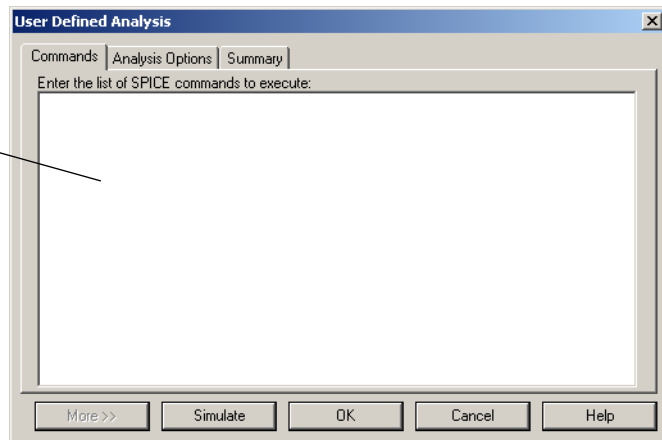 User Defined Analysis
Commands Analysis Options Summary
Enter the list of SPICE commands to execute:
More >> Simulate OK Cancel Help